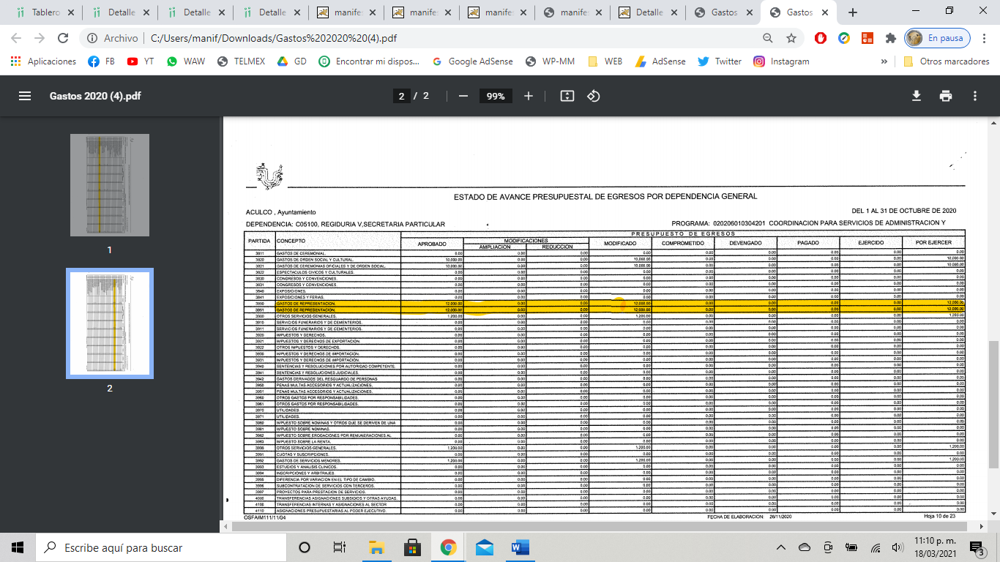 Tablero
Detalle
Detalle
Detalle
manifes
manifes
manifes
manifes
Detalle
Gastos
Gastos
Archivo C:/Users/manif/Downloads/Gastos%202020%20(4).pdf
En pausa
Aplicaciones FB YT WAW TELMEX GD Encontrar mi dispos... Google AdSense WP-MM WEB AdSense Twitter Instagram » Otros marcadores
Gastos 2020 (4).pdf 2 / 2 99%
1
2
ESTADO DE AVANCE PRESUPUESTAL DE EGRESOS POR DEPENDENCIA GENERAL
ACULCO , Ayuntamiento DEL 1 AL 31 DE OCTUBRE DE 2020
DEPENDENCIA: C05100, REGIDURIA V,SECRETARIA PARTICULAR PROGRAMA: 020206010304201 COORDINACION PARA SERVICIOS DE ADMINISTRACION Y
PRESUPUESTO DE EGRESOS
PARTIDA CONCEPTO APROBADO MODIFICACIONES MODIFICADO COMPROMETIDO DEVENGADO PAGADO EJERCIDO POR EJERCER
AMPLIACION REDUCCION
3811 GASTOS DE CEREMONIAL. 0.00 0.00 0.00 0.00 0.00 0.00 0.00 0.00 0.00
3820 GASTOS DE ORDEN SOCIAL Y CULTURAL. 10,000.00 0.00 0.00 10,000.00 0.00 0.00 0.00 0.00 10,000.00
3821 GASTOS DE CEREMONIAS OFICIALES Y DE ORDEN SOCIAL. 10,000.00 0.00 0.00 10,000.00 0.00 0.00 0.00 0.00 10,000.00
3822 ESPECTACULOS CIVICOS Y CULTURALES. 0.00 0.00 0.00 0.00 0.00 0.00 0.00 0.00 0.00
3830 CONGRESOS Y CONVENCIONES. 0.00 0.00 0.00 0.00 0.00 0.00 0.00 0.00 0.00
3831 CONGRESOS Y CONVENCIONES. 0.00 0.00 0.00 0.00 0.00 0.00 0.00 0.00 0.00
3840 EXPOSICIONES. 0.00 0.00 0.00 0.00 0.00 0.00 0.00 0.00 0.00
3841 EXPOSICIONES Y FERIAS. 0.00 0.00 0.00 0.00 0.00 0.00 0.00 0.00 0.00
GASTOS DE REPRESENTACION. 12,000.00 0.00 0.00 12,000.00 0.00 0.00 0.00 0.00 12,000.00
GASTOS DE REPRESENTACION. 12,000.00 0.00 0.00 12,000.00 0.00 0.00 0.00 0.00 12,000.00
3900 OTROS SERVICIOS GENERALES. 1,200.00 0.00 0.00 1,200.00 0.00 0.00 0.00 0.00 1,200.00
3910 SERVICIOS FUNERARIOS Y DE CEMENTERIOS. 0.00 0.00 0.00 0.00 0.00 0.00 0.00 0.00 0.00
3911 SERVICIOS FUNERARIOS Y DE CEMENTERIOS. 0.00 0.00 0.00 0.00 0.00 0.00 0.00 0.00 0.00
3920 IMPUESTOS Y DERECHOS. 0.00 0.00 0.00 0.00 0.00 0.00 0.00 0.00 0.00
3921 IMPUESTOS Y DERECHOS DE EXPORTACION. 0.00 0.00 0.00 0.00 0.00 0.00 0.00 0.00 0.00
3922 OTROS IMPUESTOS Y DERECHOS. 0.00 0.00 0.00 0.00 0.00 0.00 0.00 0.00 0.00
3930 IMPUESTOS Y DERECHOS DE IMPORTACION. 0.00 0.00 0.00 0.00 0.00 0.00 0.00 0.00 0.00
3931 IMPUESTOS Y DERECHOS DE IMPORTACION. 0.00 0.00 0.00 0.00 0.00 0.00 0.00 0.00 0.00
3940 SENTENCIAS Y RESOLUCIONES POR AUTORIDAD COMPETENTE. 0.00 0.00 0.00 0.00 0.00 0.00 0.00 0.00 0.00
3941 SENTENCIAS Y RESOLUCIONES JUDICIALES. 0.00 0.00 0.00 0.00 0.00 0.00 0.00 0.00 0.00
3942 GASTOS DERIVADOS DEL RESGUARDO DE PERSONAS 0.00 0.00 0.00 0.00 0.00 0.00 0.00 0.00 0.00
3950 PENAS MULTAS ACCESORIOS Y ACTUALIZACIONES. 0.00 0.00 0.00 0.00 0.00 0.00 0.00 0.00 0.00
3951 PENAS MULTAS ACCESORIOS Y ACTUALIZACIONES. 0.00 0.00 0.00 0.00 0.00 0.00 0.00 0.00 0.00
3960 OTROS GASTOS POR RESPONSABILIDADES. 0.00 0.00 0.00 0.00 0.00 0.00 0.00 0.00 0.00
3961 OTROS GASTOS POR RESPONSABILIDADES. 0.00 0.00 0.00 0.00 0.00 0.00 0.00 0.00 0.00
3970 UTILIDADES. 0.00 0.00 0.00 0.00 0.00 0.00 0.00 0.00 0.00
3971 UTILIDADES. 0.00 0.00 0.00 0.00 0.00 0.00 0.00 0.00 0.00
3980 IMPUESTO SOBRE NOMINAS Y OTROS QUE SE DERIVEN DE UNA 0.00 0.00 0.00 0.00 0.00 0.00 0.00 0.00 0.00
3981 IMPUESTO SOBRE NOMINAS. 0.00 0.00 0.00 0.00 0.00 0.00 0.00 0.00 0.00
3982 IMPUESTO SOBRE EROGACIONES POR REMUNERACIONES AL 0.00 0.00 0.00 0.00 0.00 0.00 0.00 0.00 0.00
3983 IMPUESTO SOBRE LA RENTA. 0.00 0.00 0.00 0.00 0.00 0.00 0.00 0.00 0.00
3990 OTROS SERVICIOS GENERALES. 1,200.00 0.00 0.00 1,200.00 0.00 0.00 0.00 0.00 1,200.00
3991 CUOTAS Y SUSCRIPCIONES. 0.00 0.00 0.00 0.00 0.00 0.00 0.00 0.00 0.00
3992 GASTOS DE SERVICIOS MENORES. 1,200.00 0.00 0.00 1,200.00 0.00 0.00 0.00 0.00 1,200.00
3993 ESTUDIOS Y ANALISIS CLINICOS. 0.00 0.00 0.00 0.00 0.00 0.00 0.00 0.00 0.00
3994 INSCRIPCIONES Y ARBITRAJES. 0.00 0.00 0.00 0.00 0.00 0.00 0.00 0.00 0.00
3995 DIFERENCIA POR VARIACION EN EL TIPO DE CAMBIO. 0.00 0.00 0.00 0.00 0.00 0.00 0.00 0.00 0.00
3996 SUBCONTRATACION DE SERVICIOS CON TERCEROS. 0.00 0.00 0.00 0.00 0.00 0.00 0.00 0.00 0.00
3997 PROYECTOS PARA PRESTACION DE SERVICIOS. 0.00 0.00 0.00 0.00 0.00 0.00 0.00 0.00 0.00
4000 TRANSFERENCIAS ASIGNACIONES SUBSIDIOS Y OTRAS AYUDAS. 0.00 0.00 0.00 0.00 0.00 0.00 0.00 0.00 0.00
4100 TRANSFERENCIAS INTERNAS Y ASIGNACIONES AL SECTOR 0.00 0.00 0.00 0.00 0.00 0.00 0.00 0.00 0.00
4110 ASIGNACIONES PRESUPUESTARIAS AL PODER EJECUTIVO. 0.00 0.00 0.00 0.00 0.00 0.00 0.00 0.00 0.00
OSFAIM111/11/04 FECHA DE ELABORACION: 26/11/2020 Hoja 10 de 23
Escribe aquí para buscar
11:10 p. m.
18/03/2021
3